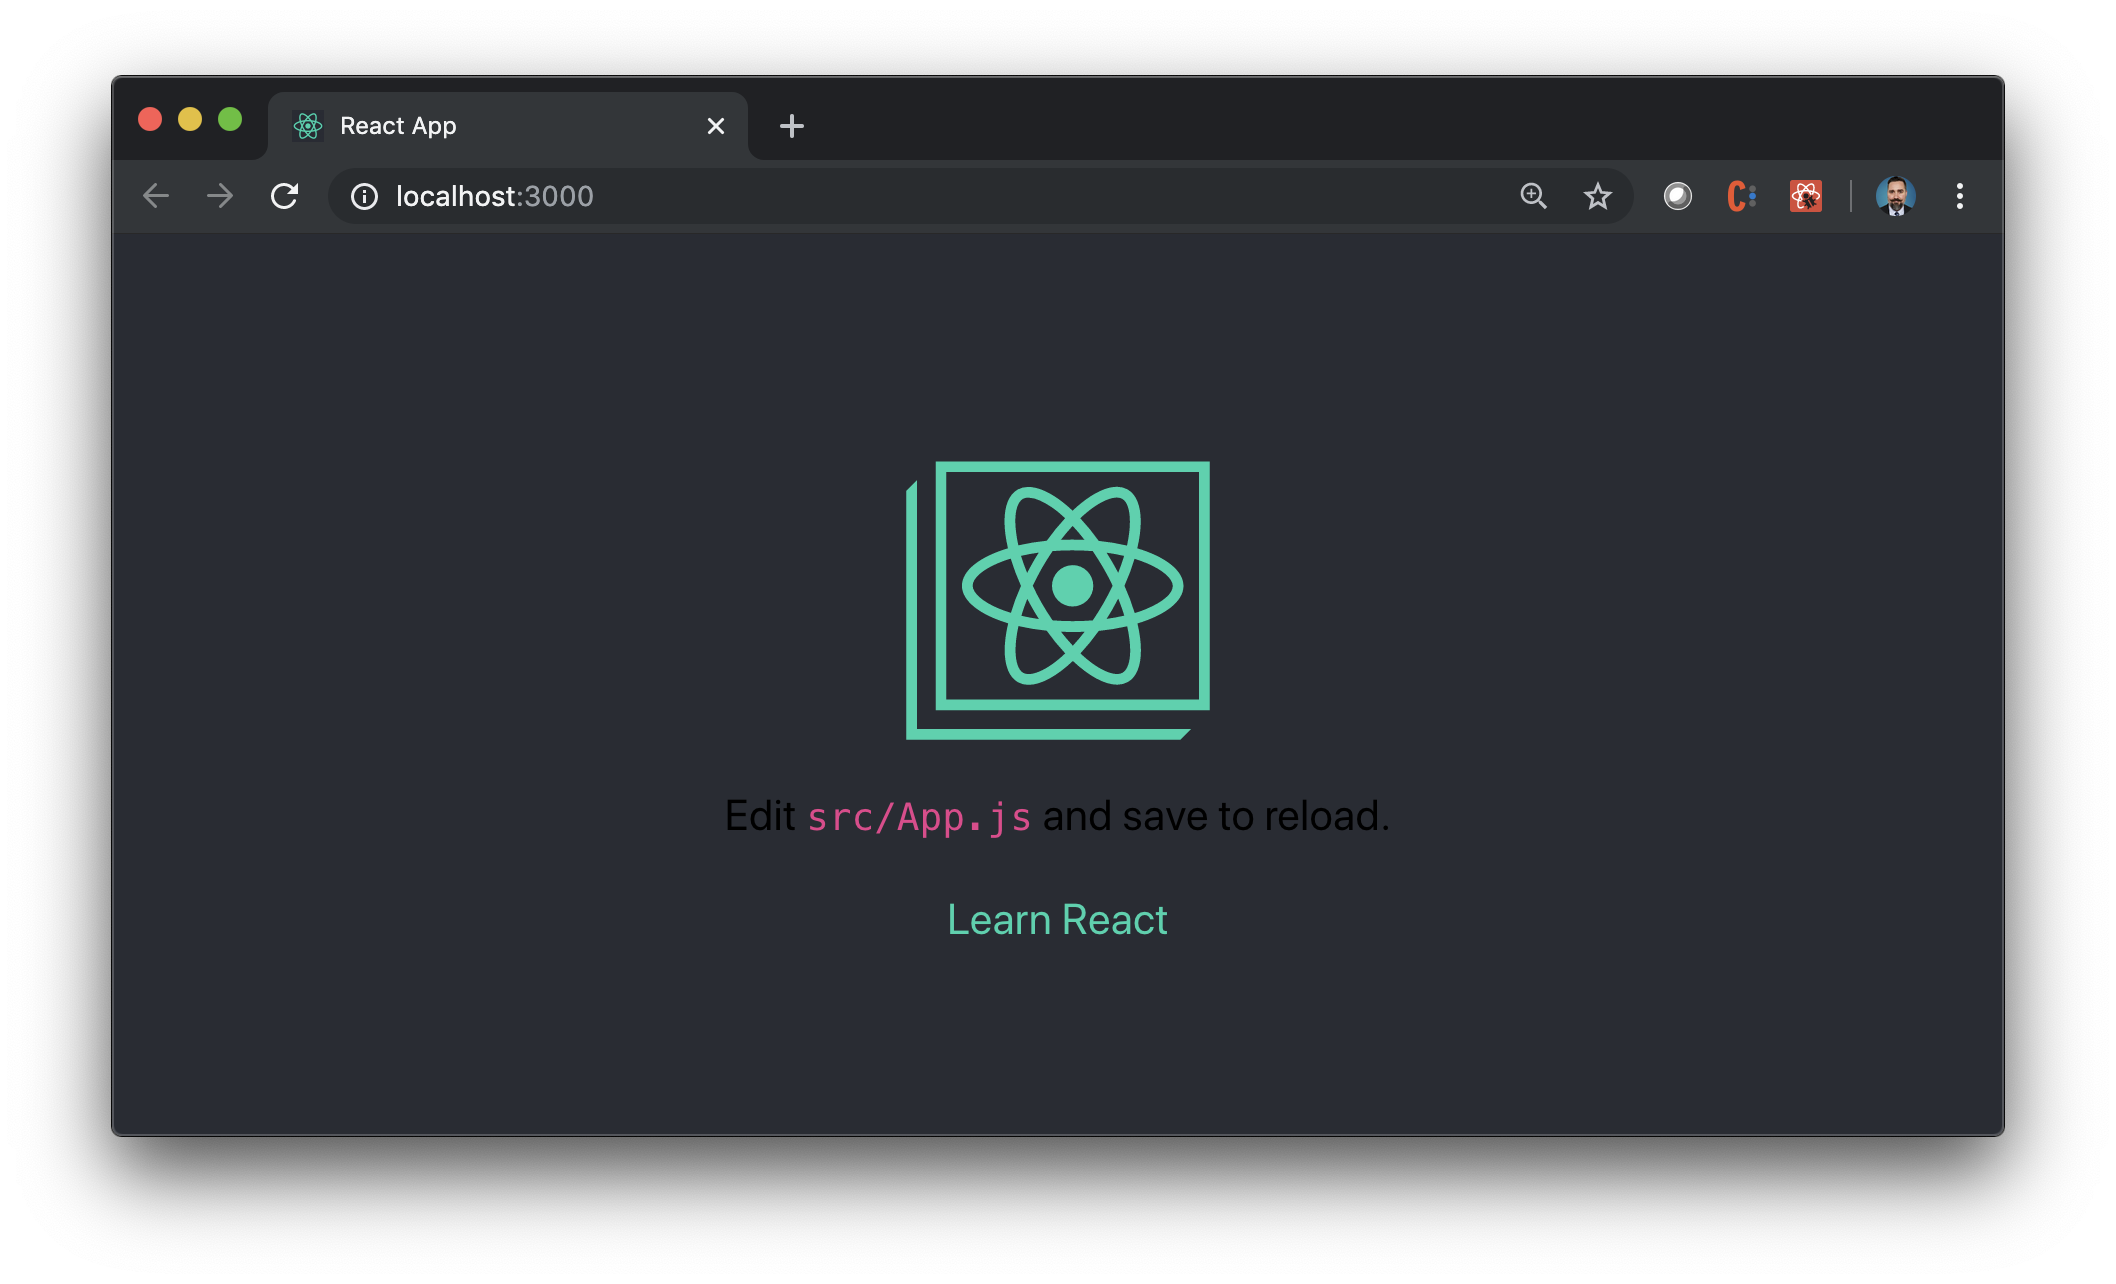 React App
localhost:3000
Edit src/App.js and save to reload.
Learn React